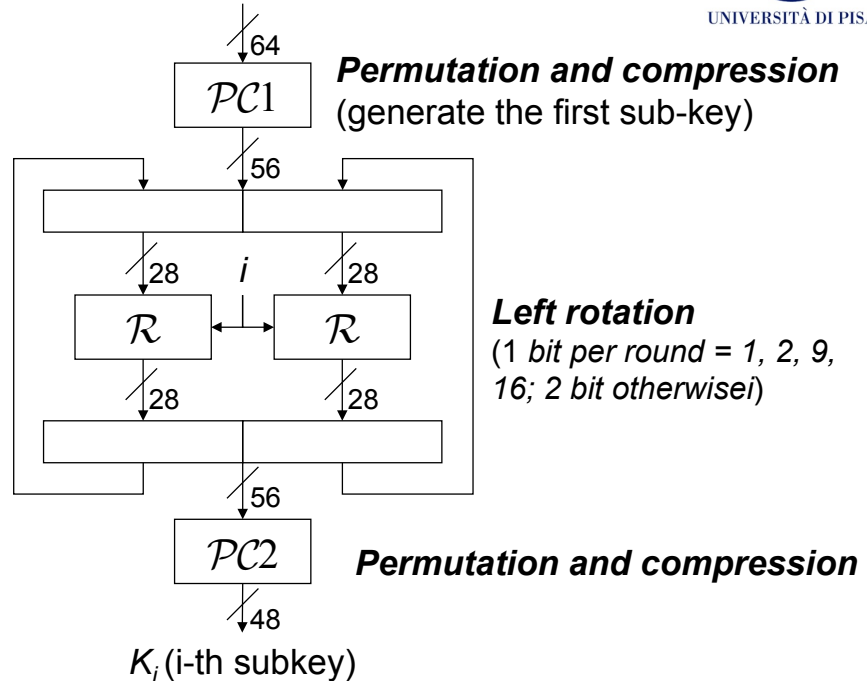 UNIVERSITÀ DI PIS
64
PC1
Permutation and compression
(generate the first sub-key)
56
28
i
28
R
R
Left rotation
(1 bit per round = 1, 2, 9,
16; 2 bit otherwisei)
28
28
56
PC2
Permutation and compression
48
Ki (i-th subkey)